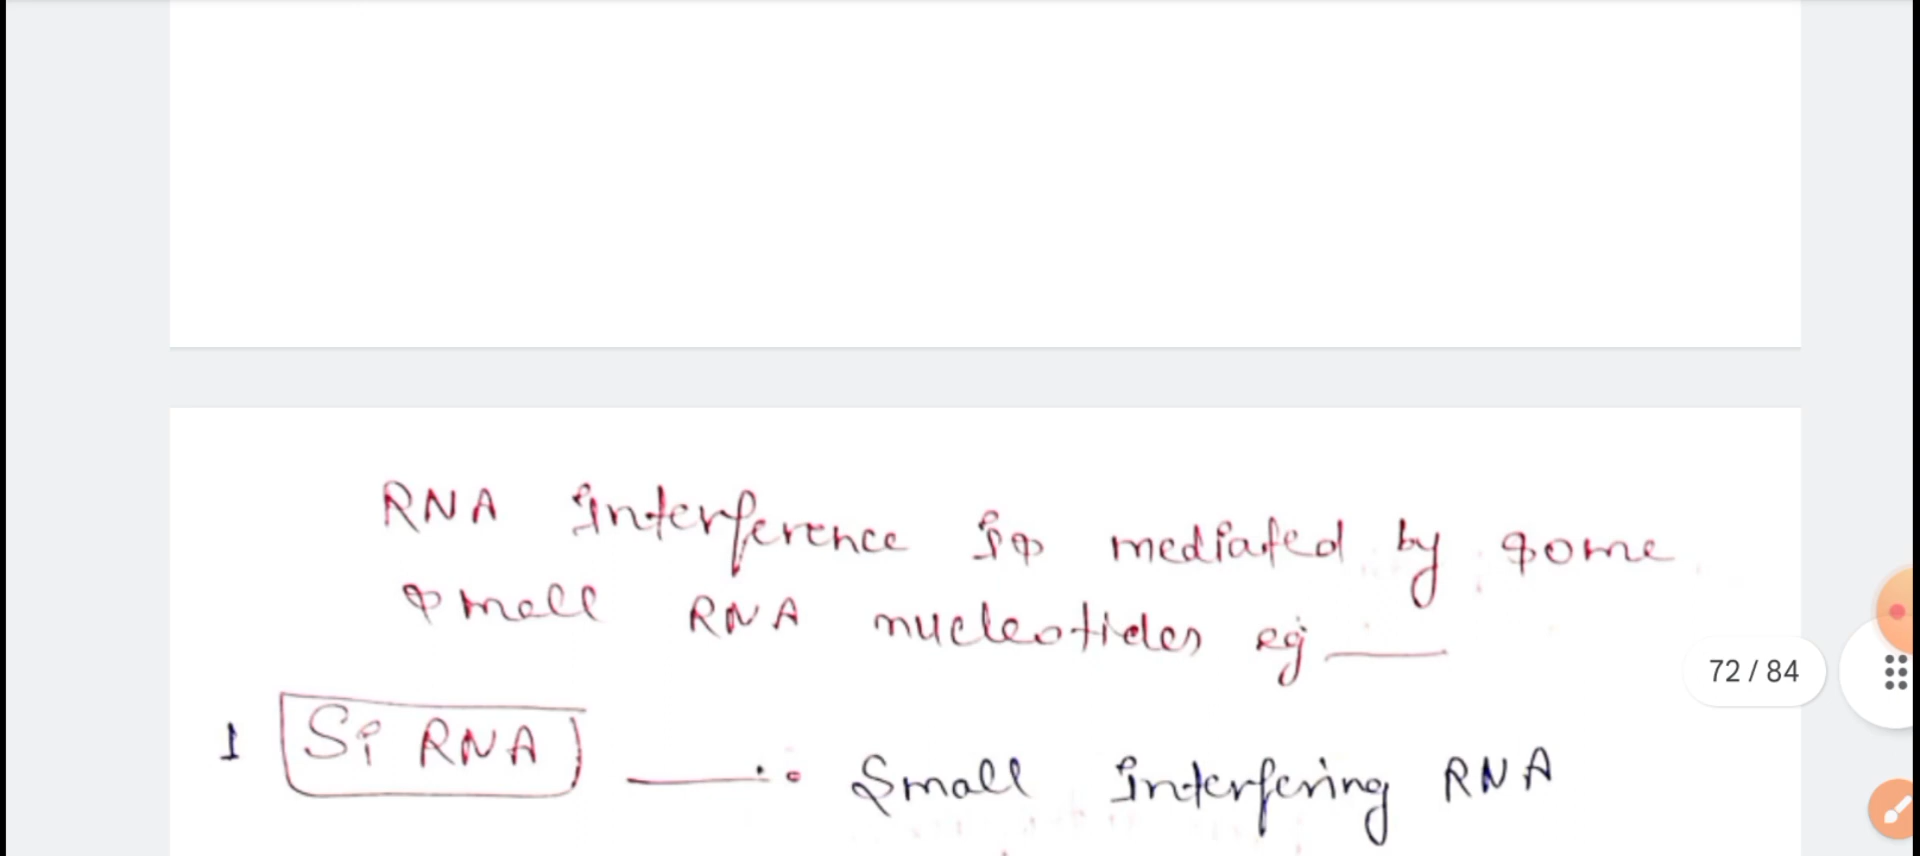 RNA interference is mediated by some
small RNA nucleotides eg
1 Si RNA : Small interfering RNA
72 / 84